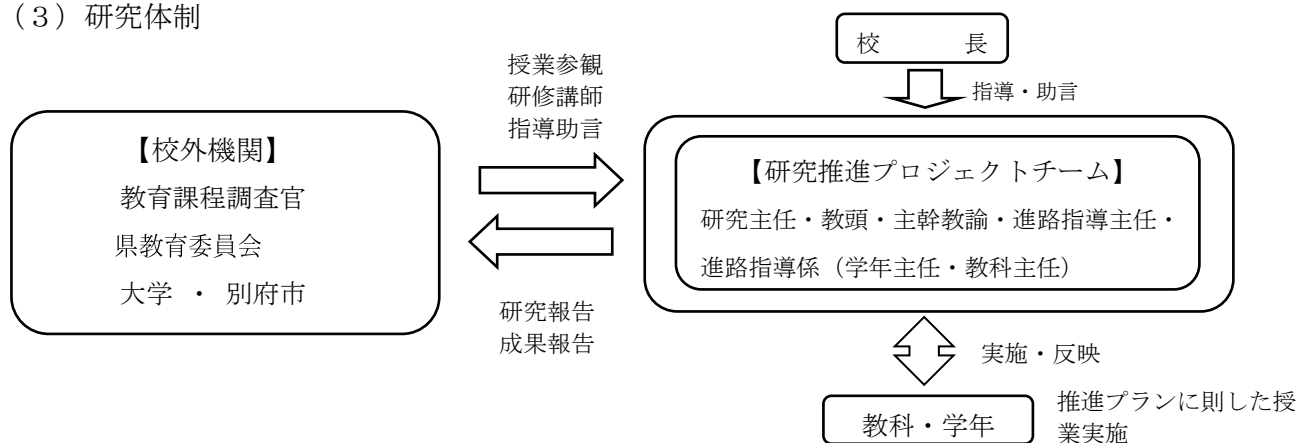 （３）研究体制
校　　　長
指導・助言
授業参観
研修講師
指導助言
【校外機関】
教育課程調査官
県教育委員会
大学 ・ 別府市
【研究推進プロジェクトチーム】
研究主任・教頭・主幹教諭・進路指導主任・
進路指導係（学年主任・教科主任）
研究報告
成果報告
実施・反映
教科・学年
推進プランに則した授
業実施